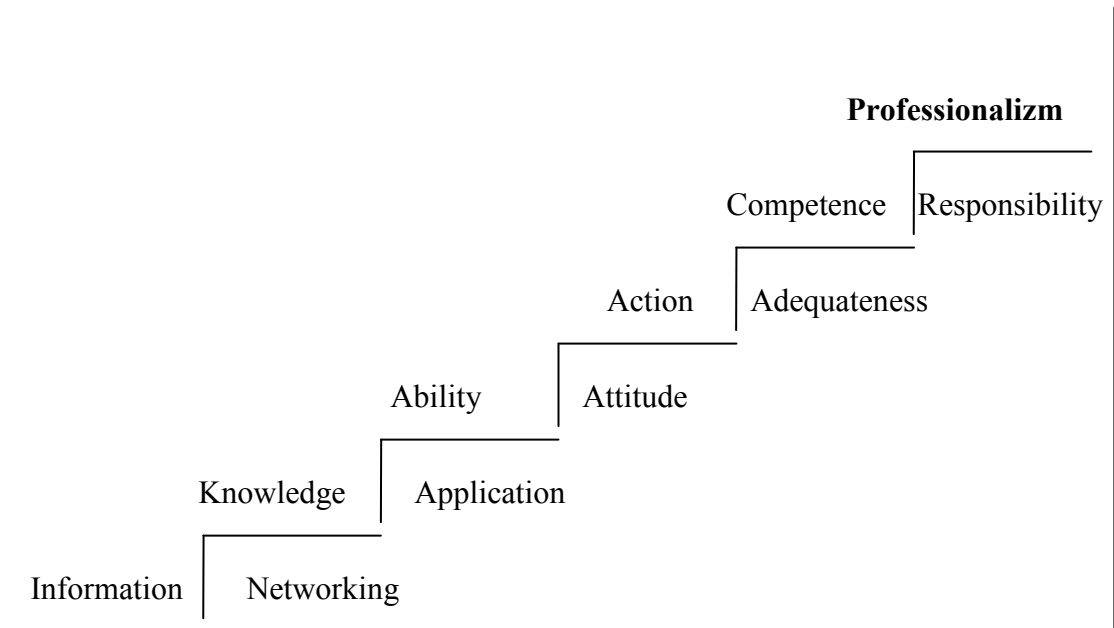 Professionalizm
Competence Responsibility
Action Adequateness
Ability Attitude
Knowledge Application
Information Networking